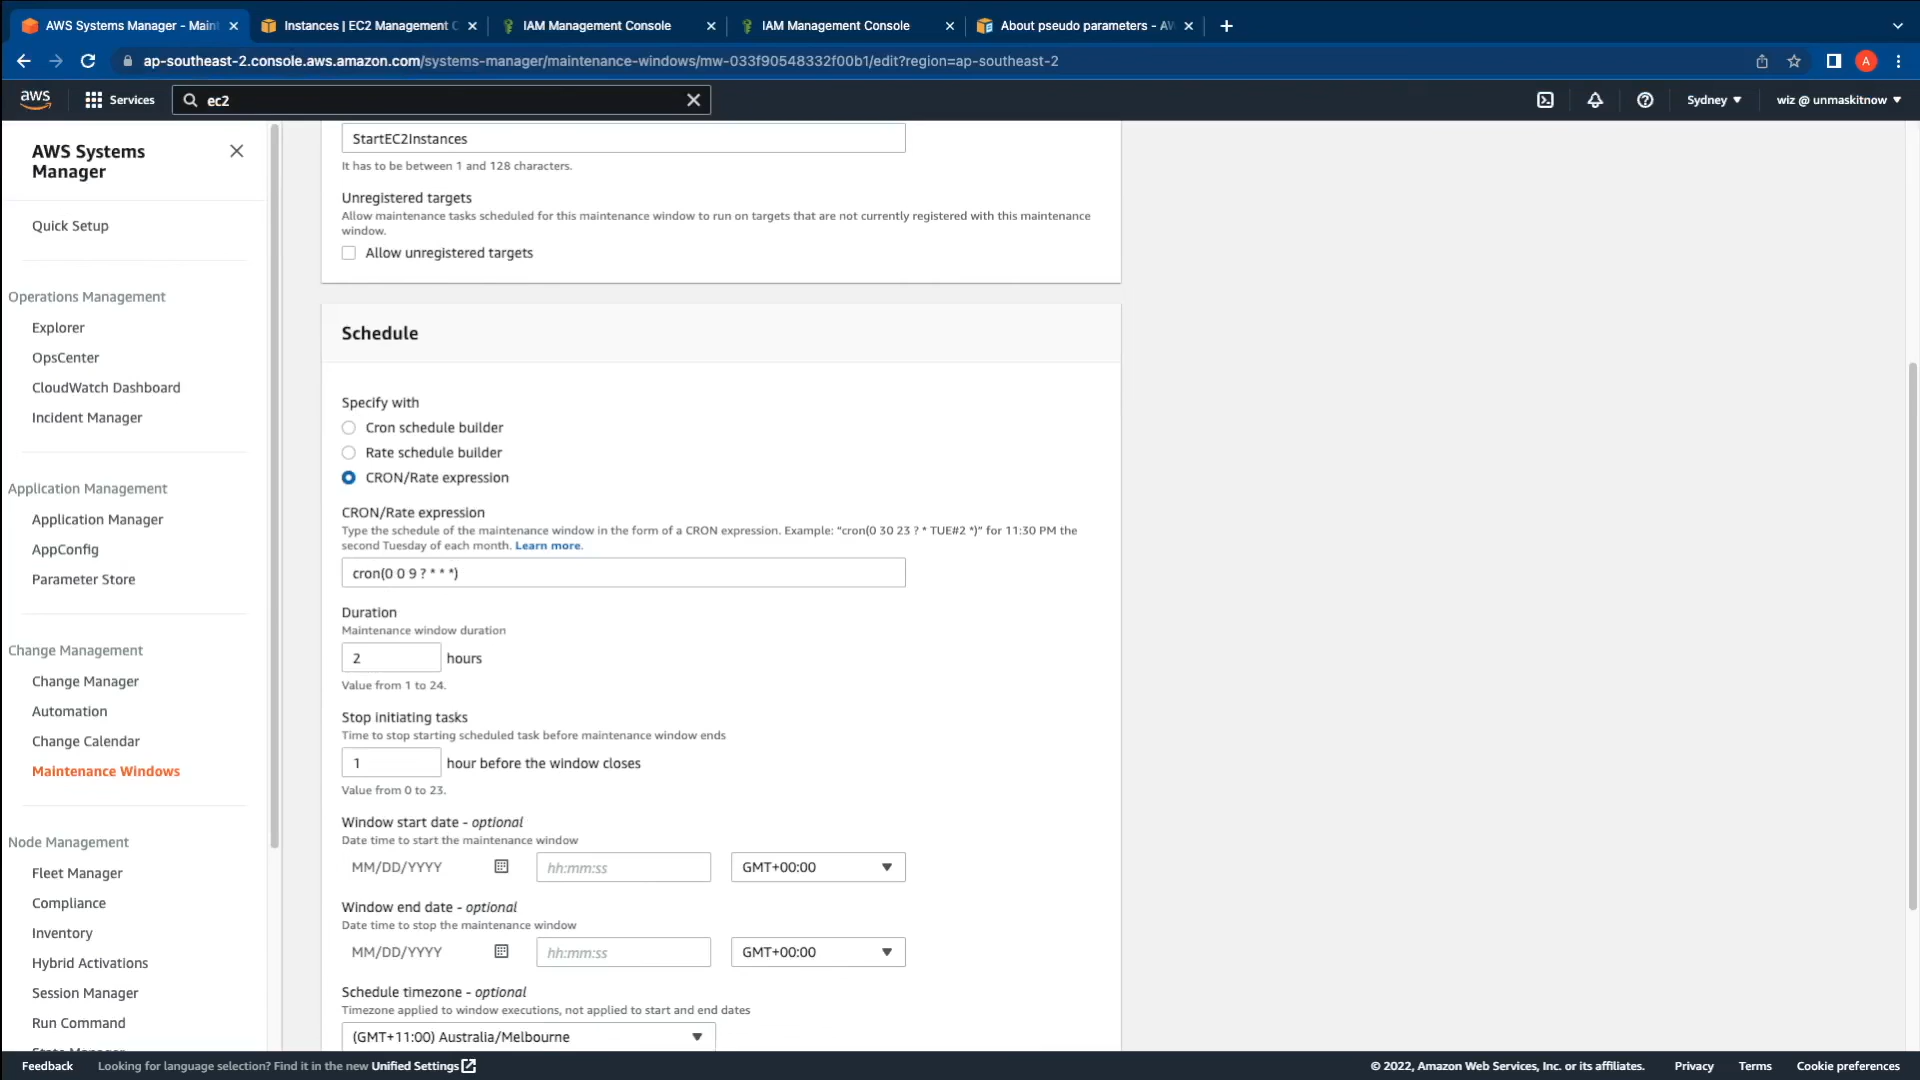 AWS Systems Manager - Maint
Instances | EC2 Management C
IAM Management Console
IAM Management Console
About pseudo parameters - AW
ap-southeast-2.console.aws.amazon.com/systems-manager/maintenance-windows/mw-033f90548332f00b1/edit?region=ap-southeast-2
A
aws
Services
ec2
Sydney
wiz @ unmaskitnow
AWS Systems
Manager
Quick Setup
Operations Management
Explorer
OpsCenter
CloudWatch Dashboard
Incident Manager
Application Management
Application Manager
AppConfig
Parameter Store
Change Management
Change Manager
Automation
Change Calendar
Maintenance Windows
Node Management
Fleet Manager
Compliance
Inventory
Hybrid Activations
Session Manager
Run Command
StartEC2Instances
It has to be between 1 and 128 characters.
Unregistered targets
Allow maintenance tasks scheduled for this maintenance window to run on targets that are not currently registered with this maintenance
window.
Allow unregistered targets
Schedule
Specify with
Cron schedule builder
Rate schedule builder
CRON/Rate expression
CRON/Rate expression
Type the schedule of the maintenance window in the form of a CRON expression. Example: “cron(0 30 23 ? * TUE#2 *)” for 11:30 PM the
second Tuesday of each month. Learn more.
cron(0 0 9 ? * * *)
Duration
Maintenance window duration
2 hours
Value from 1 to 24.
Stop initiating tasks
Time to stop starting scheduled task before maintenance window ends
1 hour before the window closes
Value from 0 to 23.
Window start date - optional
Date time to start the maintenance window
MM/DD/YYYY hh:mm:ss GMT+00:00
Window end date - optional
Date time to stop the maintenance window
MM/DD/YYYY hh:mm:ss GMT+00:00
Schedule timezone - optional
Timezone applied to window executions, not applied to start and end dates
(GMT+11:00) Australia/Melbourne
Feedback
Looking for language selection? Find it in the new Unified Settings
© 2022, Amazon Web Services, Inc. or its affiliates.
Privacy
Terms
Cookie preferences